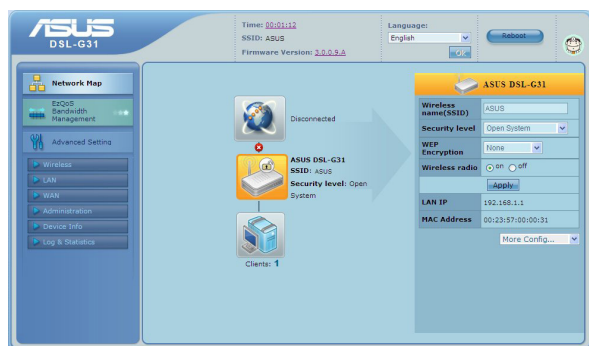 ASUS
DSL-G31
Time: 00:01:12
SSID: ASUS
Firmware Version: 3.0.0.9.A
Language:
English
Reboot
Network Map
EzQoS
Bandwidth
Management
Advanced Setting
Wireless
LAN
WAN
Administration
Device Info
Log & Statistics
Disconnected
ASUS DSL-G31
SSID: ASUS
Security level: Open
System
Clients: 1
ASUS DSL-G31
Wireless
name(SSID)
ASUS
Security level
Open System
WEP
Encryption
None
Wireless radio
on
off
Apply
LAN IP
192.168.1.1
MAC Address
00:23:57:00:00:31
More Config...